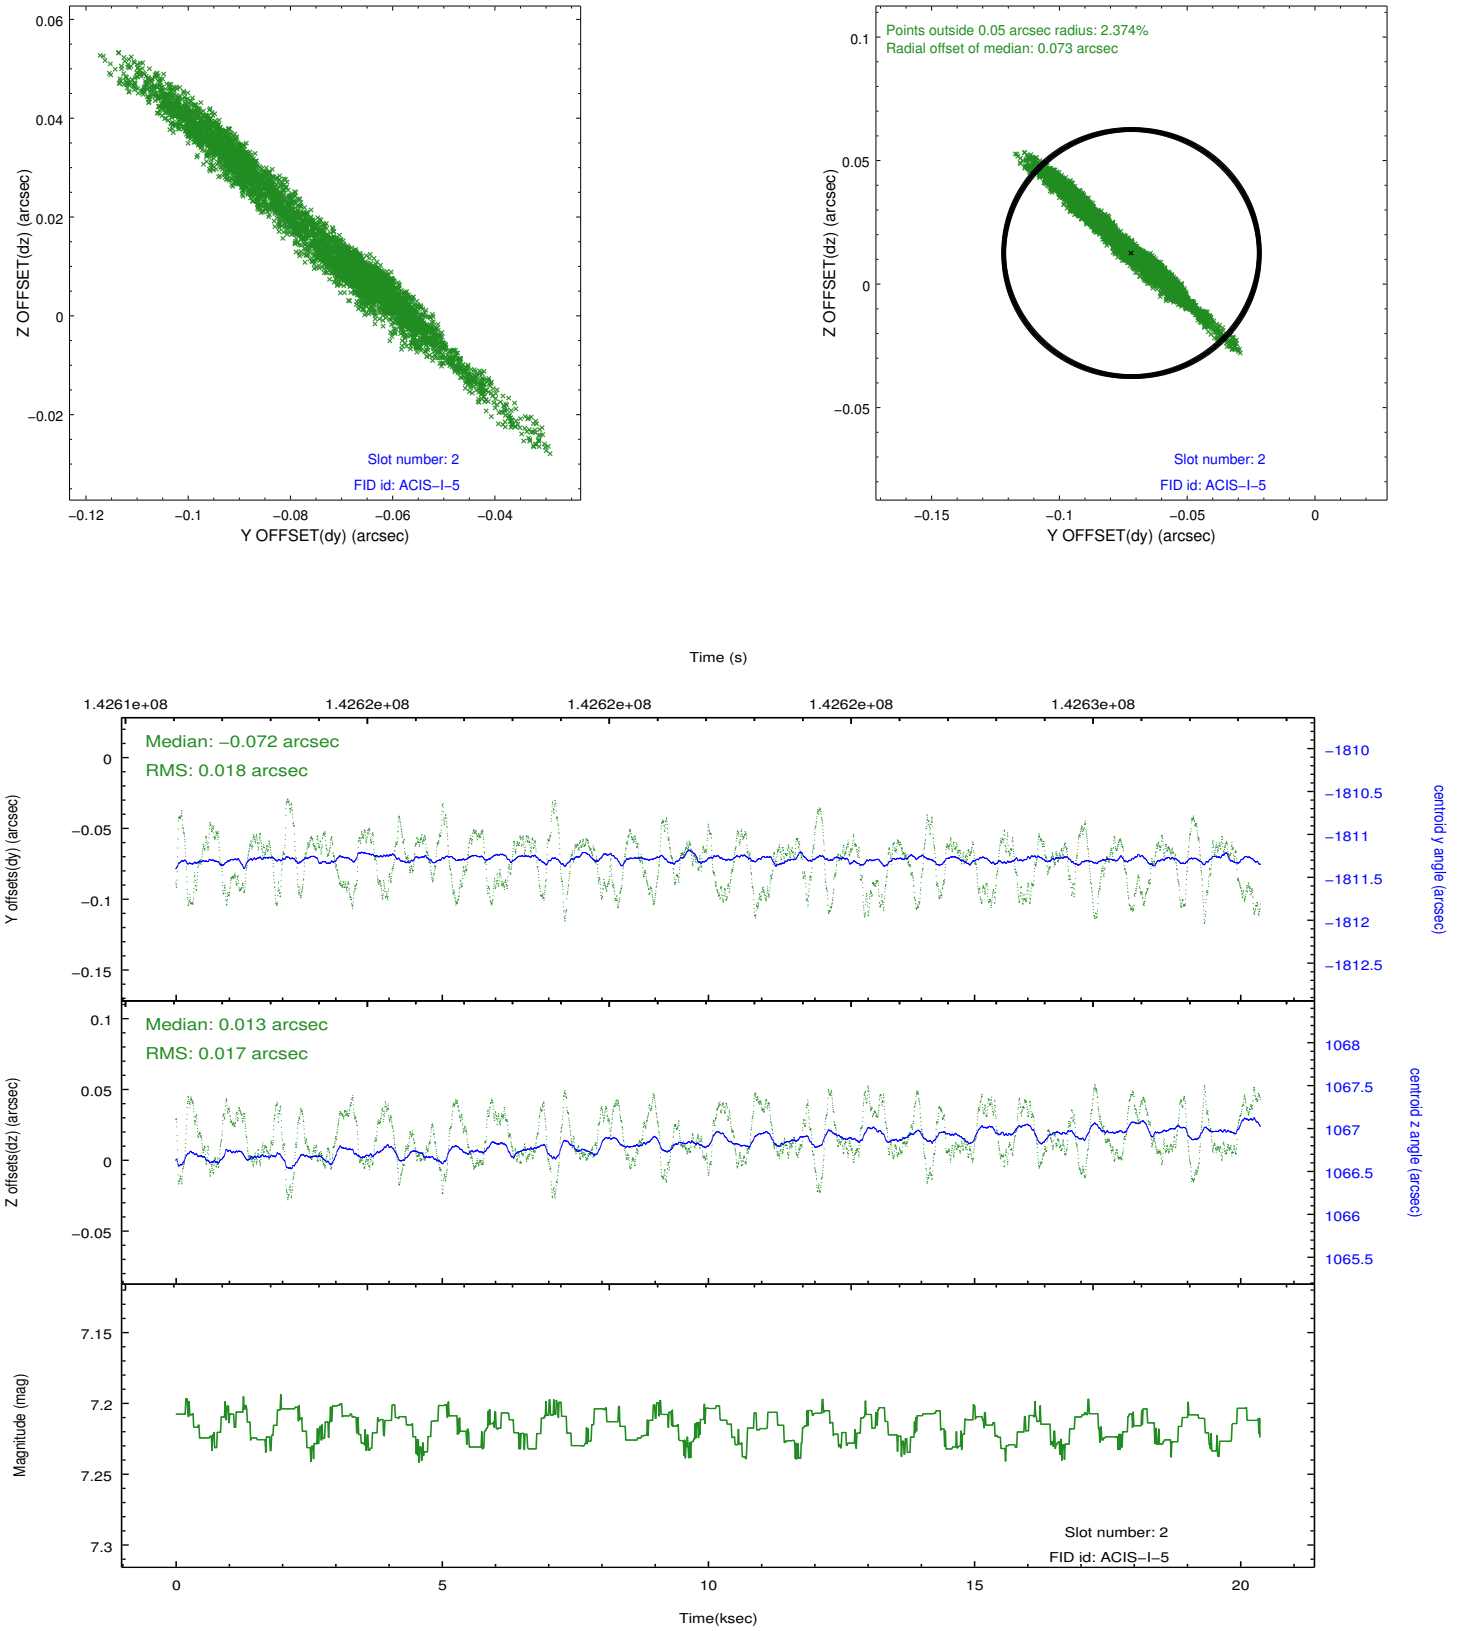 0.06
0.04
0.02
0
−0.02
Z OFFSET(dz) (arcsec)
Slot number: 2
FID id: ACIS−I−5
−0.12
−0.1
−0.08
−0.06
−0.04
Y OFFSET(dy) (arcsec)
Points outside 0.05 arcsec radius: 2.374%
Radial offset of median: 0.073 arcsec
0.1
0.05
0
−0.05
Z OFFSET(dz) (arcsec)
Slot number: 2
FID id: ACIS−I−5
−0.15
−0.1
−0.05
0
Y OFFSET(dy) (arcsec)
Time (s)
1.4261e+08
1.4262e+08
1.4262e+08
1.4262e+08
1.4263e+08
Median: −0.072 arcsec
RMS: 0.018 arcsec
0
−0.05
−0.1
−0.15
Y offsets(dy) (arcsec)
−1810
−1810.5
−1811
−1811.5
−1812
−1812.5
centroid y angle (arcsec)
Median: 0.013 arcsec
RMS: 0.017 arcsec
0.1
0.05
0
−0.05
Z offsets(dz) (arcsec)
1068
1067.5
1067
1066.5
1066
1065.5
centroid z angle (arcsec)
7.15
7.2
7.25
7.3
Magnitude (mag)
Slot number: 2
FID id: ACIS−I−5
0
5
10
15
20
Time(ksec)